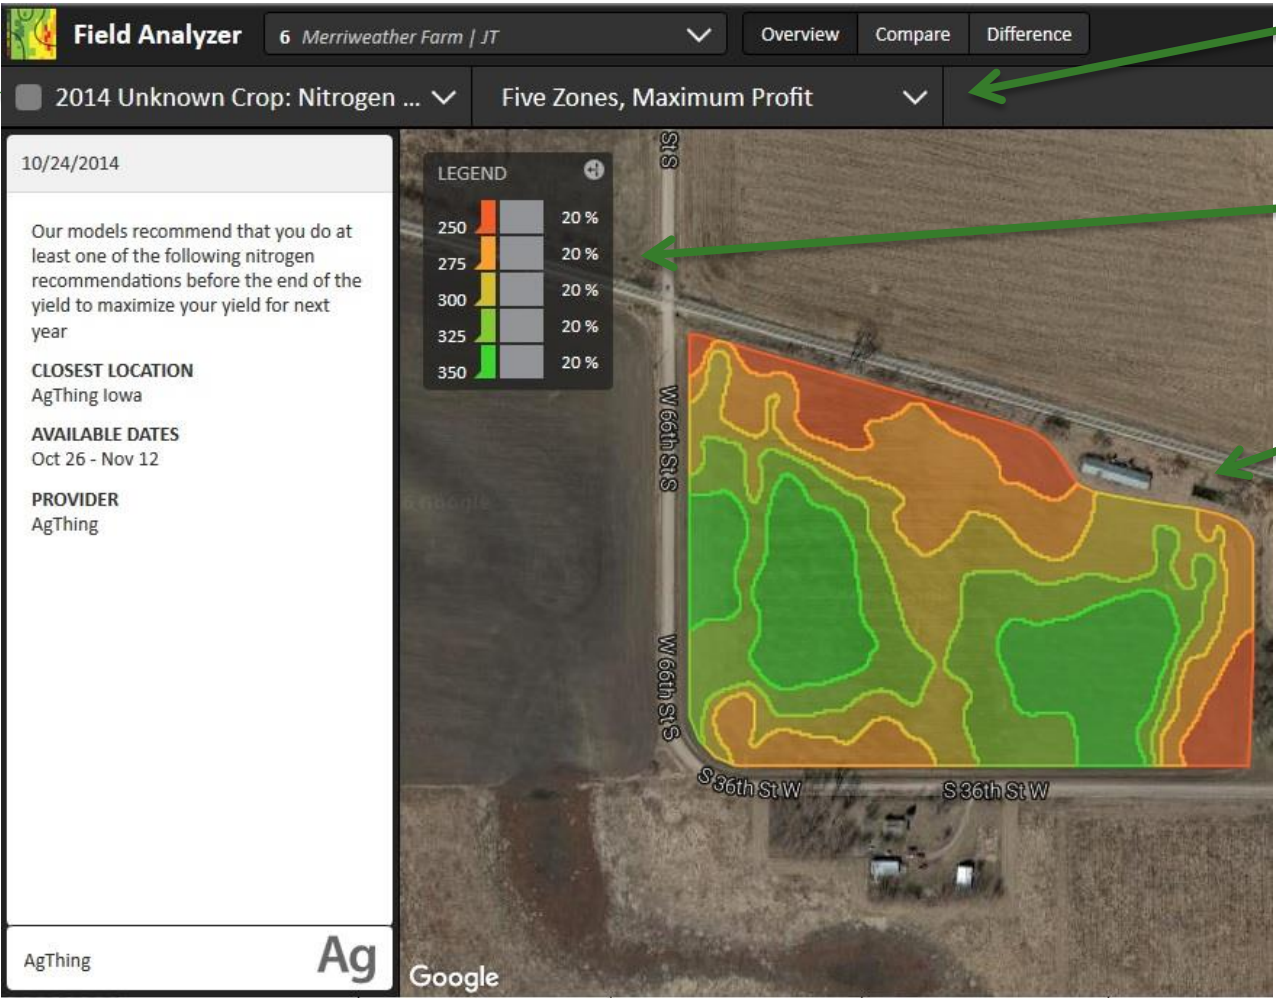 Field Analyzer
6 Merriweather Farm | JT
Overview
Compare
Difference
2014 Unknown Crop: Nitrogen ...
Five Zones, Maximum Profit
10/24/2014
Our models recommend that you do at
least one of the following nitrogen
recommendations before the end of the
yield to maximize your yield for next
year
CLOSEST LOCATION
AgThing Iowa
AVAILABLE DATES
Oct 26 - Nov 12
PROVIDER
AgThing
AgThing
Ag
LEGEND
250 20 %
275 20 %
300 20 %
325 20 %
350 20 %
St S
W 66th St S
W 66th St S
S 36th St W
S 36th St W
Google
Google